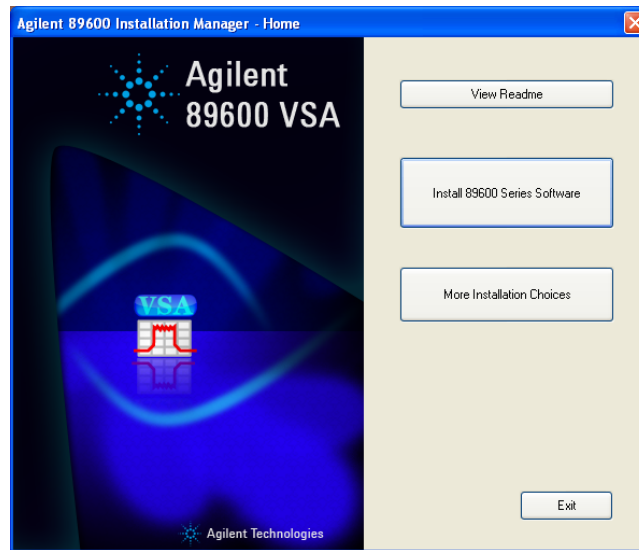 Agilent 89600 Installation Manager - Home
Agilent
89600 VSA
View Readme
Install 89600 Series Software
VSA
More Installation Choices
Exit
Agilent Technologies